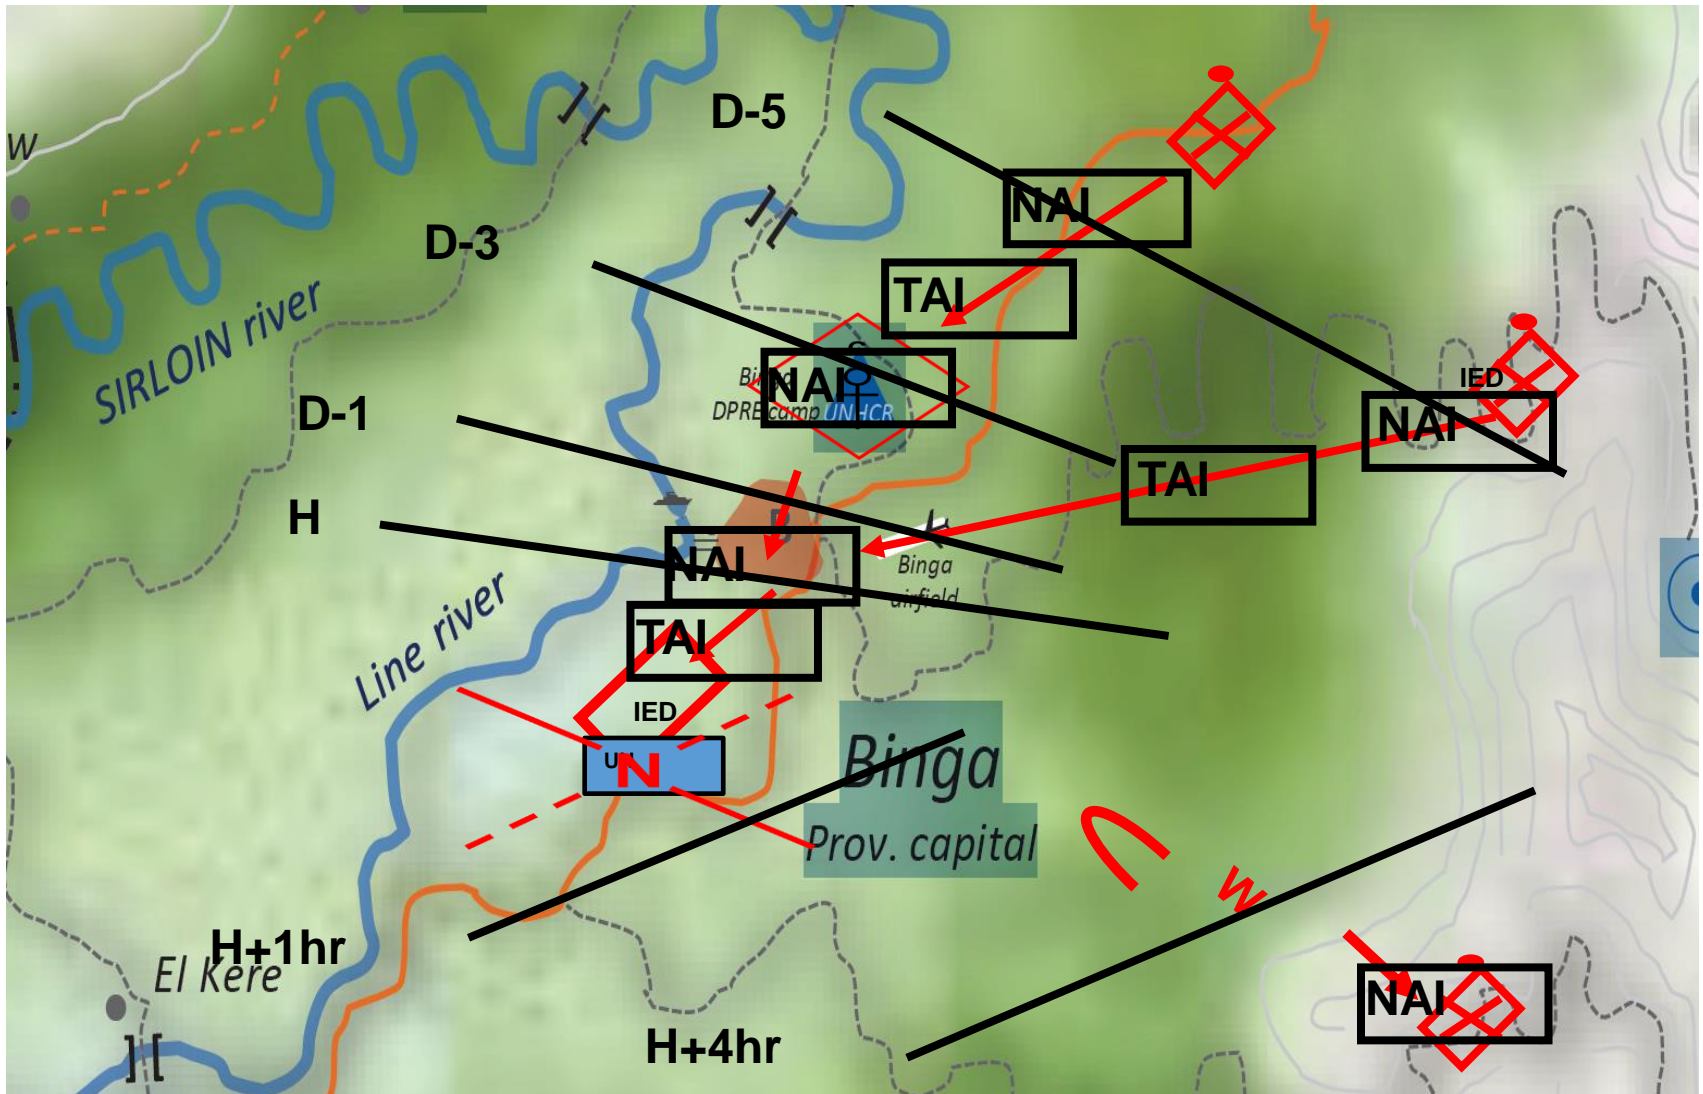 D-5
W
NAI
D-3
TAI
SIRLOIN river
NAI
DPRE camp UNHCR
IED
NAI
D-1
TAI
H
NAI
Binga
airfield
Line river
TAI
IED
N
Binga
Prov. capital
W
H+1hr
El Kere
NAI
H+4hr